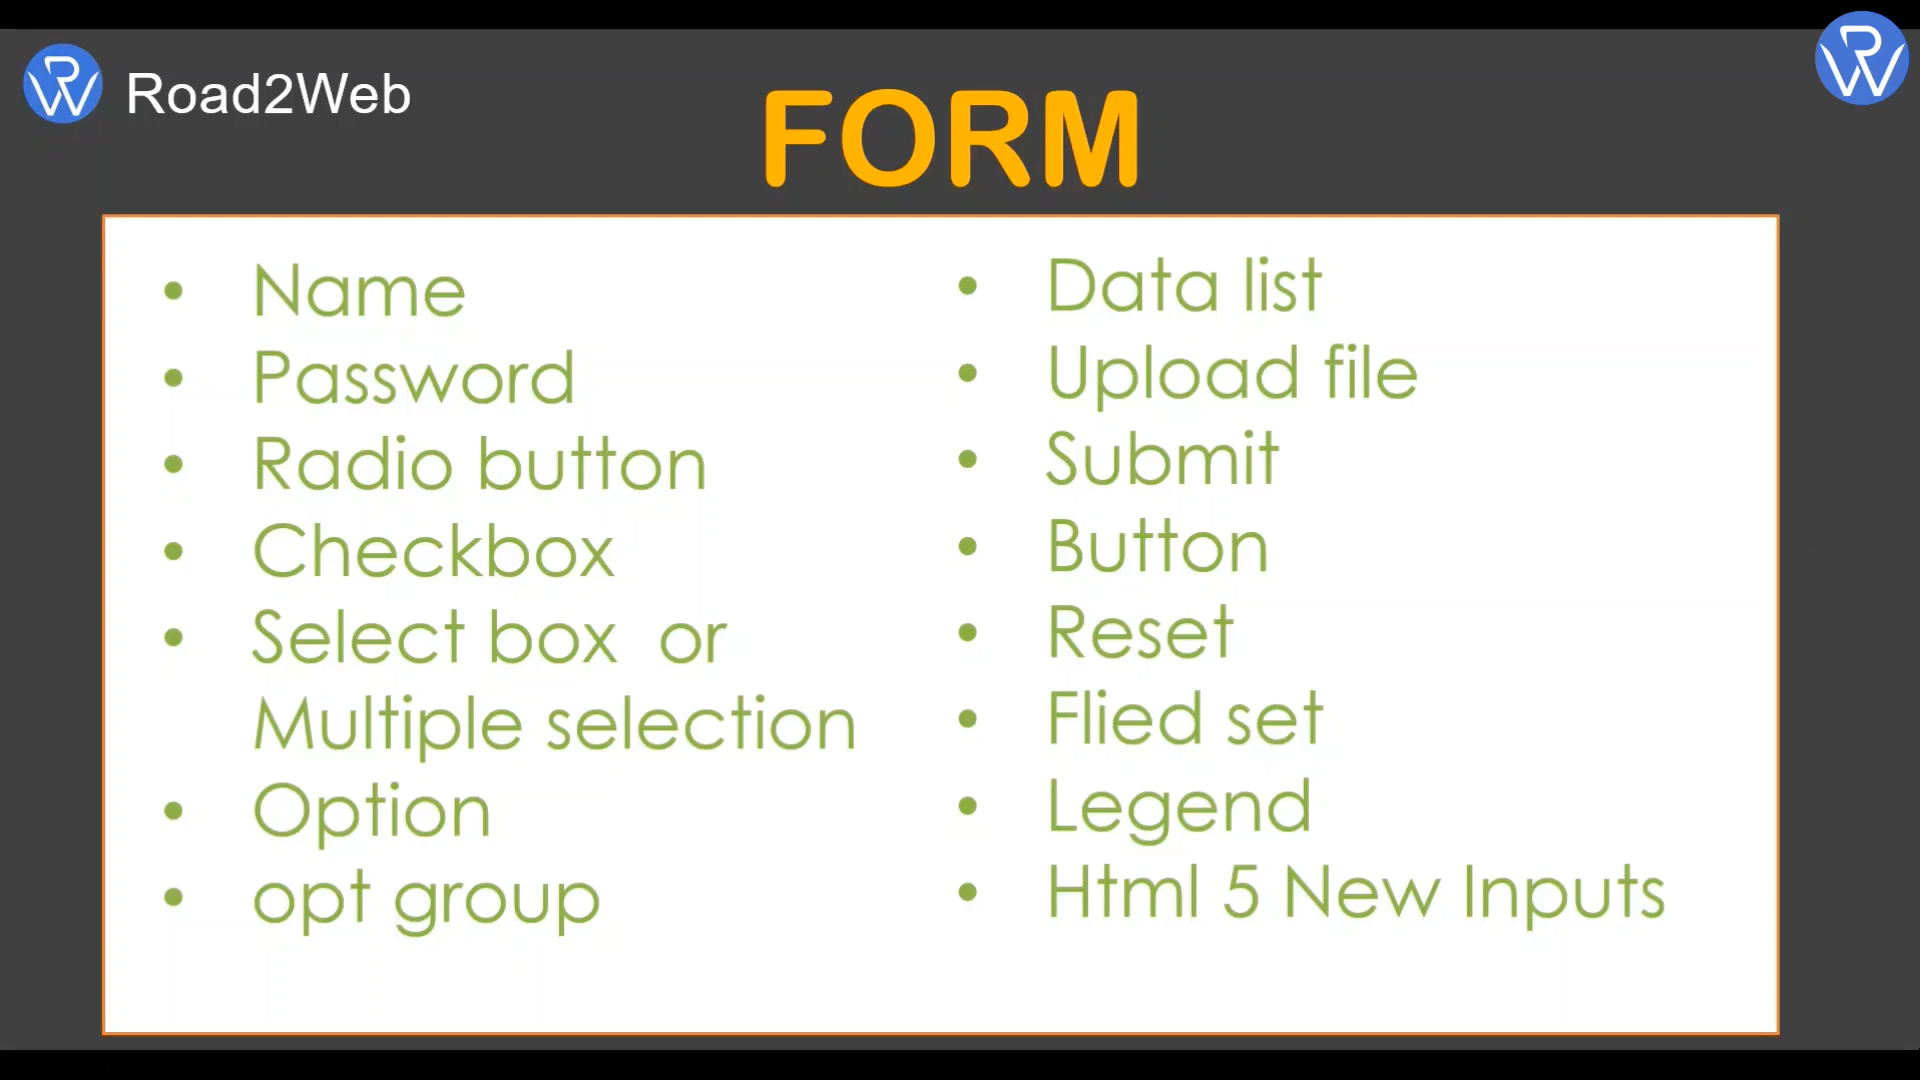 Road2Web
FORM
• Name
• Password
• Radio button
• Checkbox
• Select box or
Multiple selection
• Option
• opt group
• Data list
• Upload file
• Submit
• Button
• Reset
• Flied set
• Legend
• Html 5 New Inputs